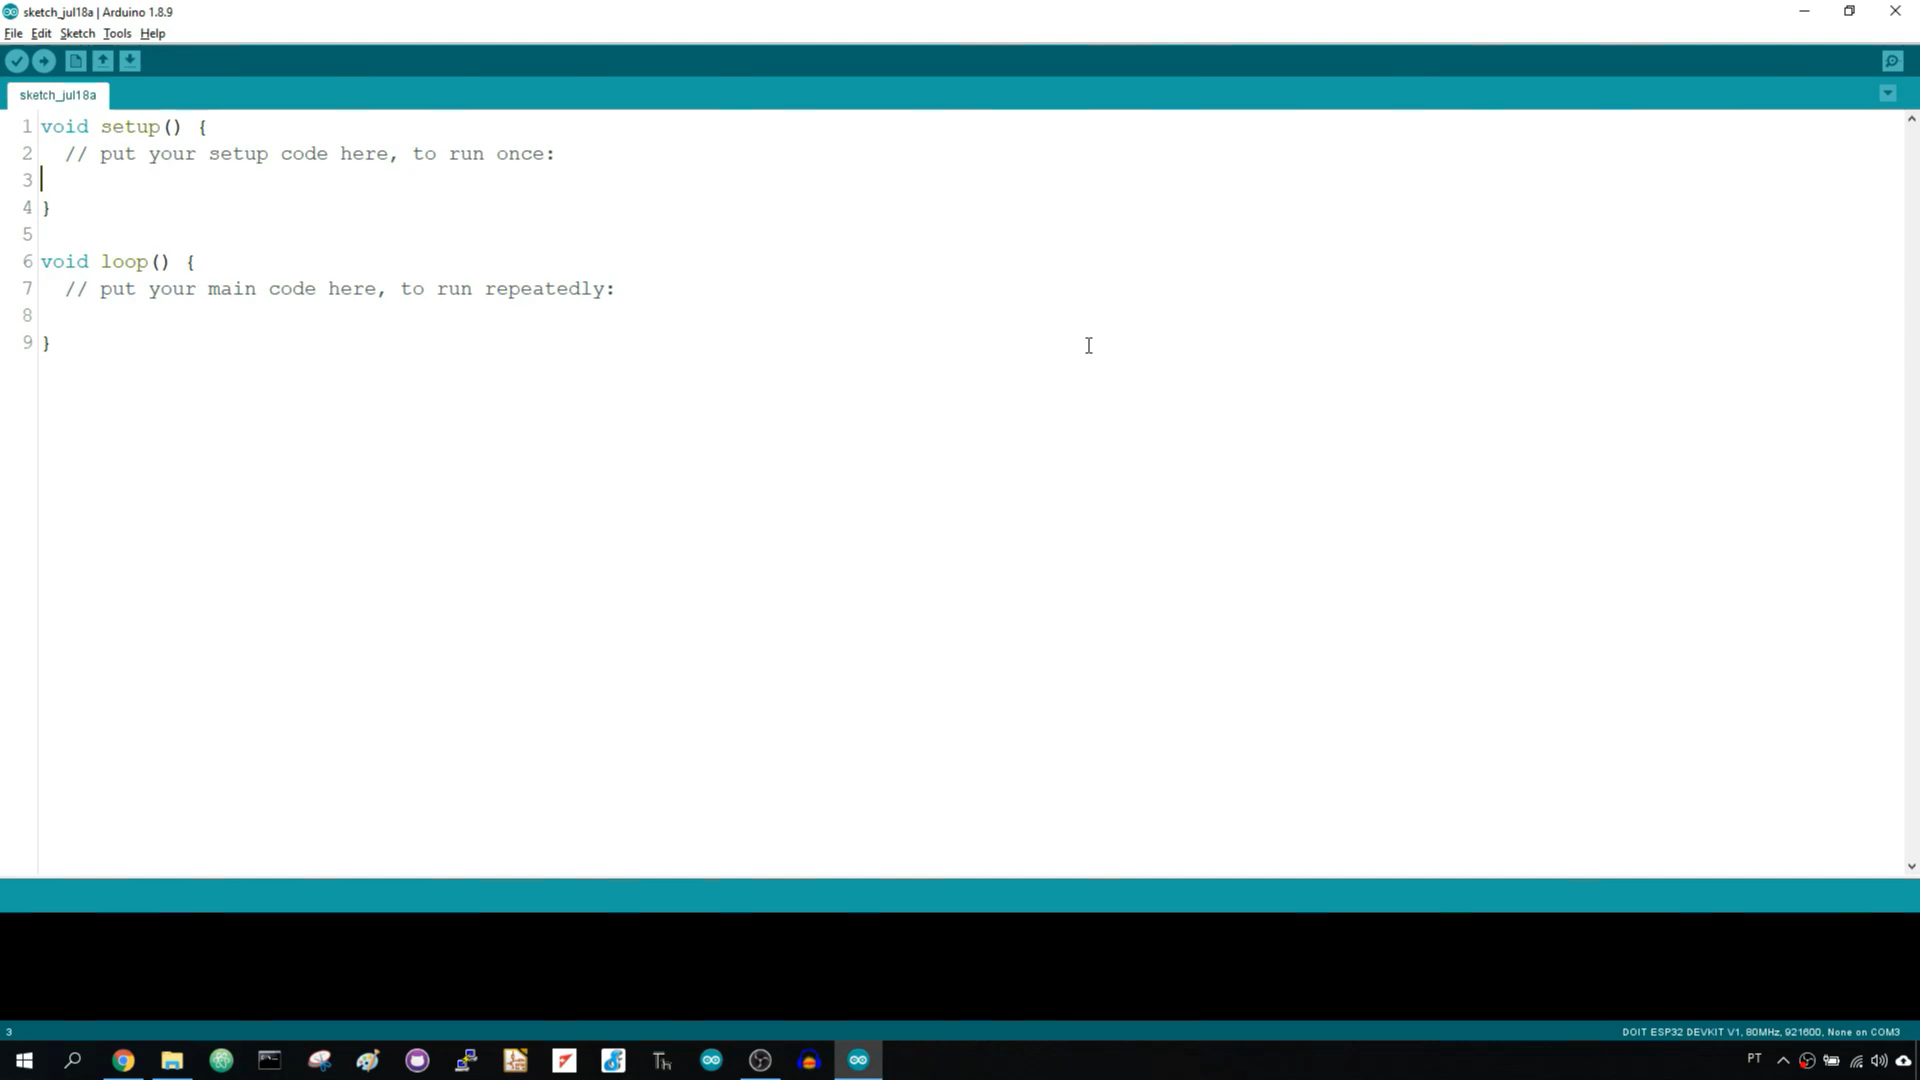 sketch_jul18a | Arduino 1.8.9
File Edit Sketch Tools Help
sketch_jul18a
1 void setup() {
2 // put your setup code here, to run once:
3
4 }
5
6 void loop() {
7 // put your main code here, to run repeatedly:
8
9 }
3
DOIT ESP32 DEVKIT V1, 80MHz, 921600, None on COM3
Th
PT